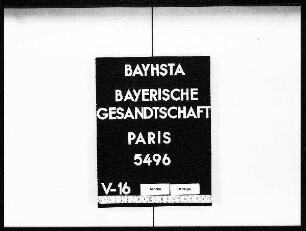 BAYHSTA
BAYERISCHE
GESANDTSCHAFT
PARIS
5496
V-16